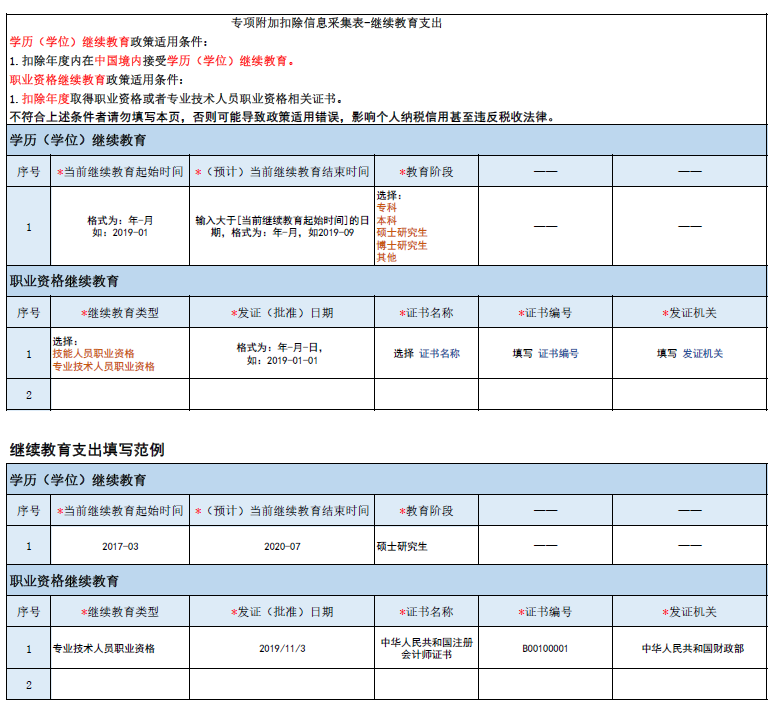 专项附加扣除信息采集表-继续教育支出
学历（学位）继续教育政策适用条件：
1.扣除年度内在中国境内接受学历（学位）继续教育。
职业资格继续教育政策适用条件：
1.扣除年度取得职业资格或者专业技术人员职业资格相关证书。
不符合上述条件者请勿填写本页，否则可能导致政策适用错误，影响个人纳税信用甚至违反税收法律。
学历（学位）继续教育
序号 *当前继续教育起始时间 *（预计）当前继续教育结束时间 *教育阶段 —— ——
1 格式为：年-月
如：2019-01
输入大于[当前继续教育起始时间]的日
期，格式为：年-月，如2019-09
选择：
专科
本科
硕士研究生
博士研究生
其他
—— ——
职业资格继续教育
序号 *继续教育类型 *发证（批准）日期 *证书名称 *证书编号 *发证机关
1 选择：
技能人员职业资格
专业技术人员职业资格
格式为：年-月-日，
如：2019-01-01
选择 证书名称 填写 证书编号 填写 发证机关
2
继续教育支出填写范例
学历（学位）继续教育
序号 *当前继续教育起始时间 *（预计）当前继续教育结束时间 *教育阶段 —— ——
1 2017-03 2020-07 硕士研究生 —— ——
职业资格继续教育
序号 *继续教育类型 *发证（批准）日期 *证书名称 *证书编号 *发证机关
1 专业技术人员职业资格 2019/11/3 中华人民共和国注册
会计师证书
B00100001 中华人民共和国财政部
2